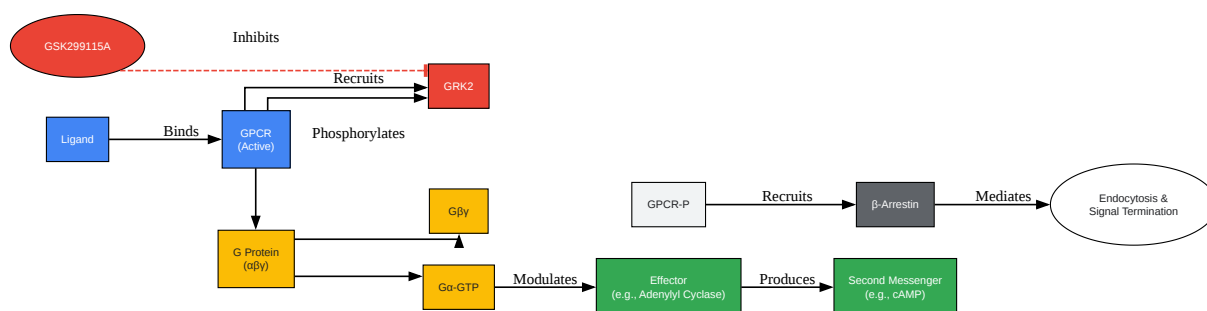 GSK299115A
Inhibits
GRK2
Recruits
Ligand
Binds
GPCR
(Active)
Phosphorylates
GPCR-P
Recruits
β-Arrestin
Mediates
Endocytosis &
Signal Termination
Gβγ
G Protein
(αβγ)
Gα-GTP
Modulates
Effector
(e.g., Adenylyl Cyclase)
Produces
Second Messenger
(e.g., cAMP)